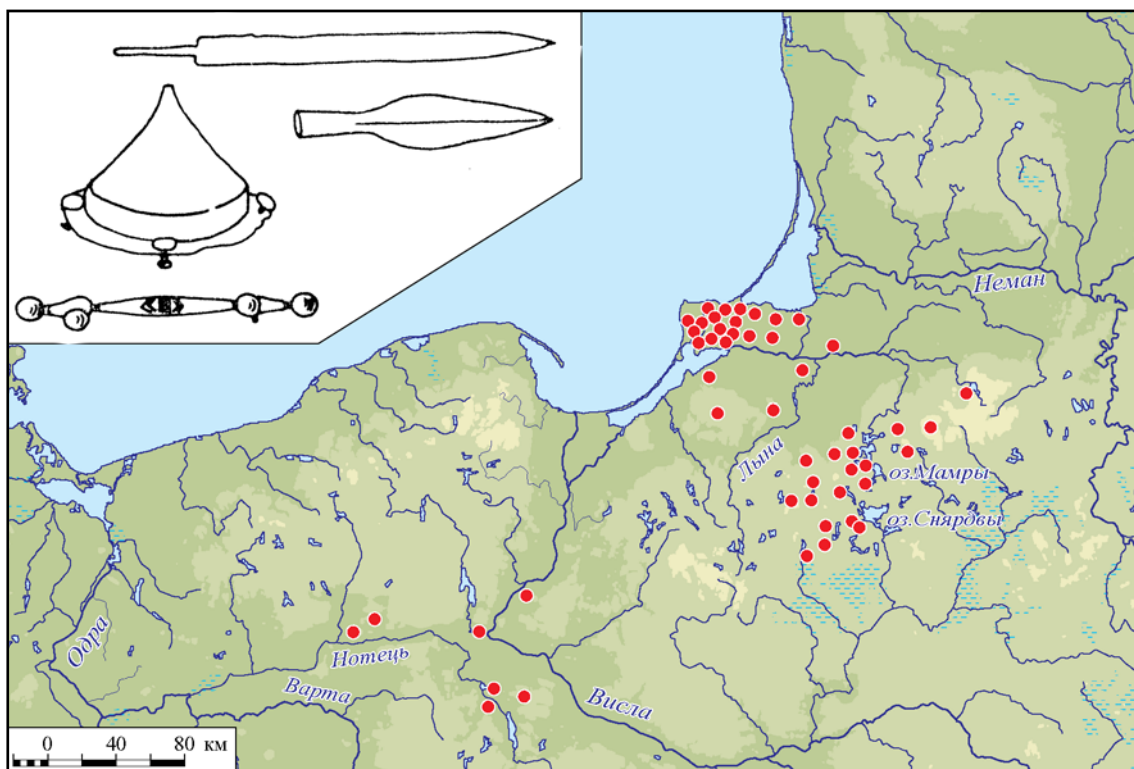 Неман
Лына
оз.Мамры
оз.Снярдвы
Одра
Нотець
Варта
Висла
0 40 80 км